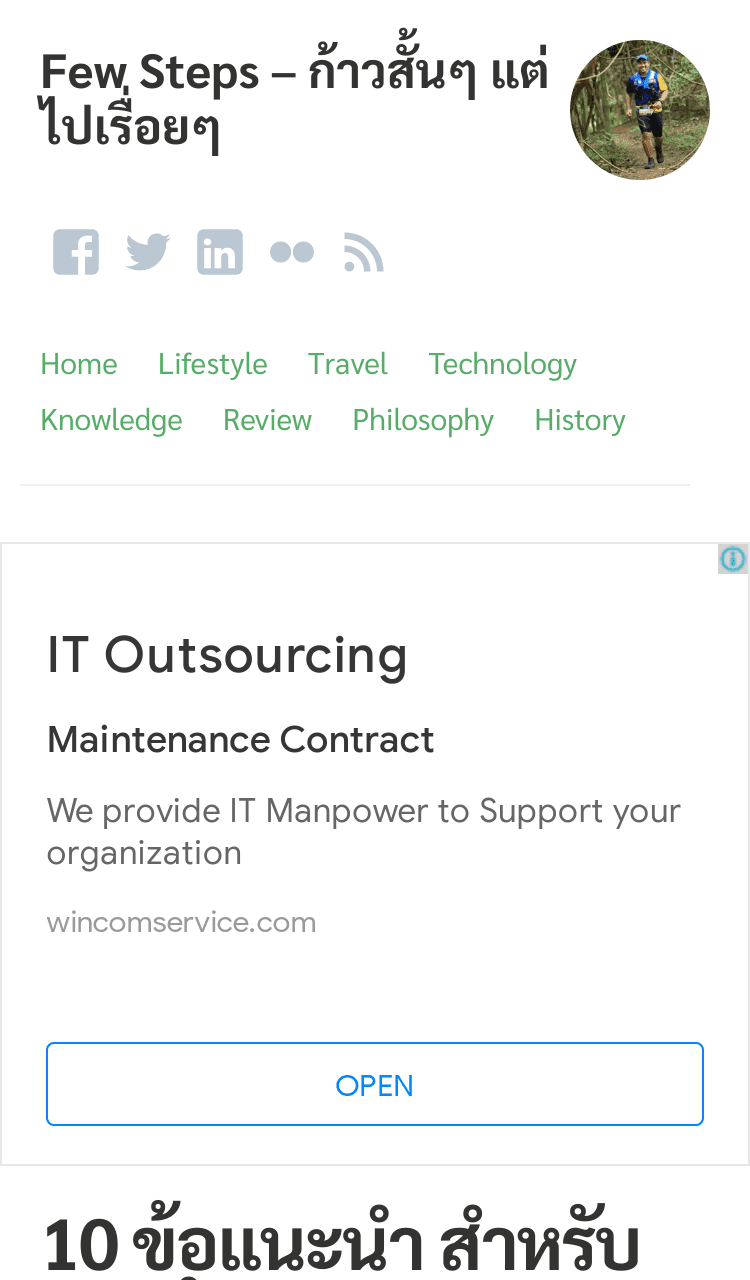 Few Steps – ก้าวสั้นๆ แต่
ไปเรื่อยๆ
Home Lifestyle Travel Technology
Knowledge Review Philosophy History
IT Outsourcing
Maintenance Contract
We provide IT Manpower to Support your
organization
wincomservice.com
OPEN
10 ข้อแนะนำ สำหรับ